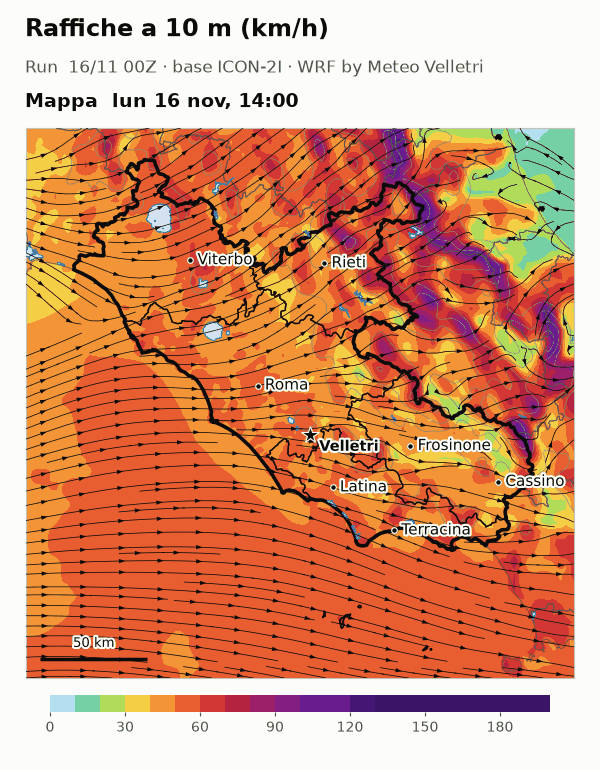 Raffiche a 10 m (km/h)
Run  16/11 00Z · base ICON-2I · WRF by Meteo Velletri
Mappa  lun 16 nov, 14:00
Viterbo
Rieti
Roma
Velletri
Frosinone
Cassino
Latina
Terracina
50 km
0 30 60 90 120 150 180